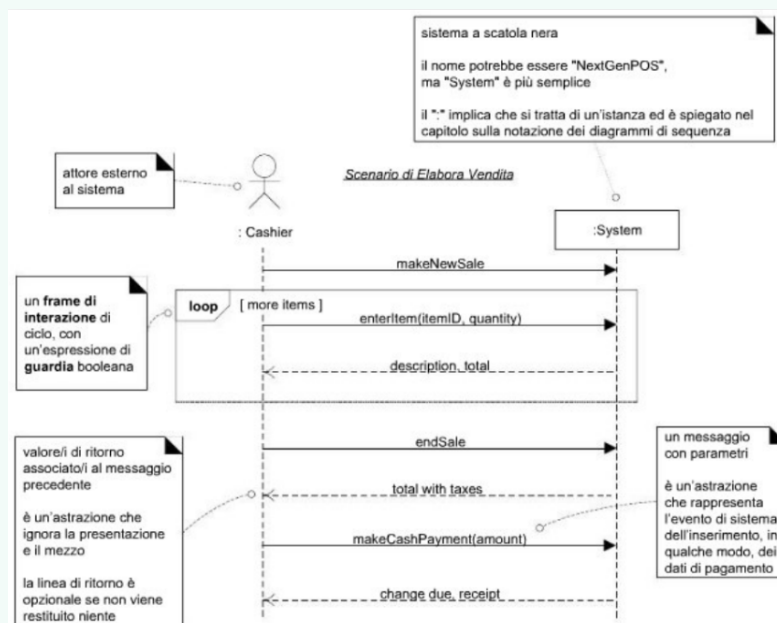 sistema a scatola nera
il nome potrebbe essere "NextGenPOS",
ma "System" è più semplice
il ":" implica che si tratta di un'istanza ed è spiegato nel
capitolo sulla notazione dei diagrammi di sequenza
attore esterno
al sistema
Scenario di Elabora Vendita
: Cashier
:System
makeNewSale
un frame di
interazione di
ciclo, con
un'espressione di
guardia booleana
loop
[ more items ]
enterItem(itemID, quantity)
description, total
valore/i di ritorno
associato/i al messaggio
precedente
è un'astrazione che
ignora la presentazione
e il mezzo
la linea di ritorno è
opzionale se non viene
restituito niente
endSale
total with taxes
makeCashPayment(amount)
change due, receipt
un messaggio
con parametri
è un'astrazione
che rappresenta
l'evento di sistema
dell'inserimento, in
qualche modo, dei
dati di pagamento